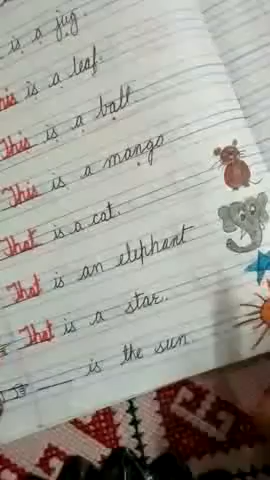 is a jug.
This is a leaf.
This is a ball
This is a mango
That is a cat.
That is an elephant
That is a star.
is the sun